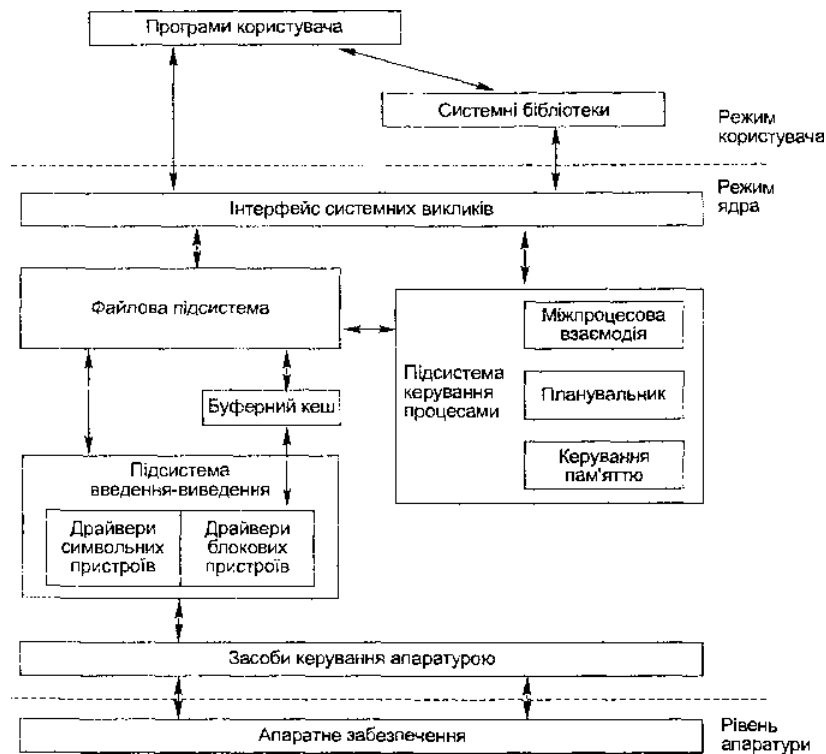 Програми користувача
Системні бібліотеки
Режим
користувача
Режим
ядра
Інтерфейс системних викликів
Файлова підсистема
Міжпроцесова
взаємодія
Підсистема
керування
процесами
Планувальник
Буферний кеш
Керування
пам'яттю
Підсистема
введення-виведення
Драйвери
символьних
пристроїв
Драйвери
блокових
пристроїв
Засоби керування апаратурою
Апаратне забезпечення
Рівень
апаратури